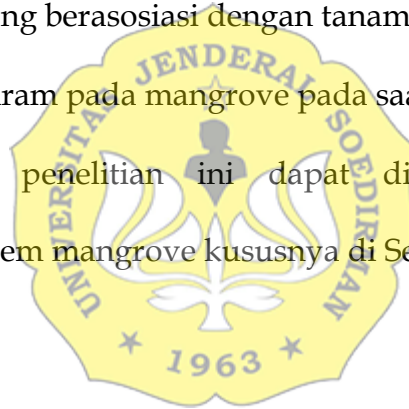 ng berasosiasi dengan tanam
ram pada mangrove pada saa
penelitian ini dapat di
em mangrove kususnya di Se
UNIVERSITAS JENDERAL SOEDIRMAN
1963